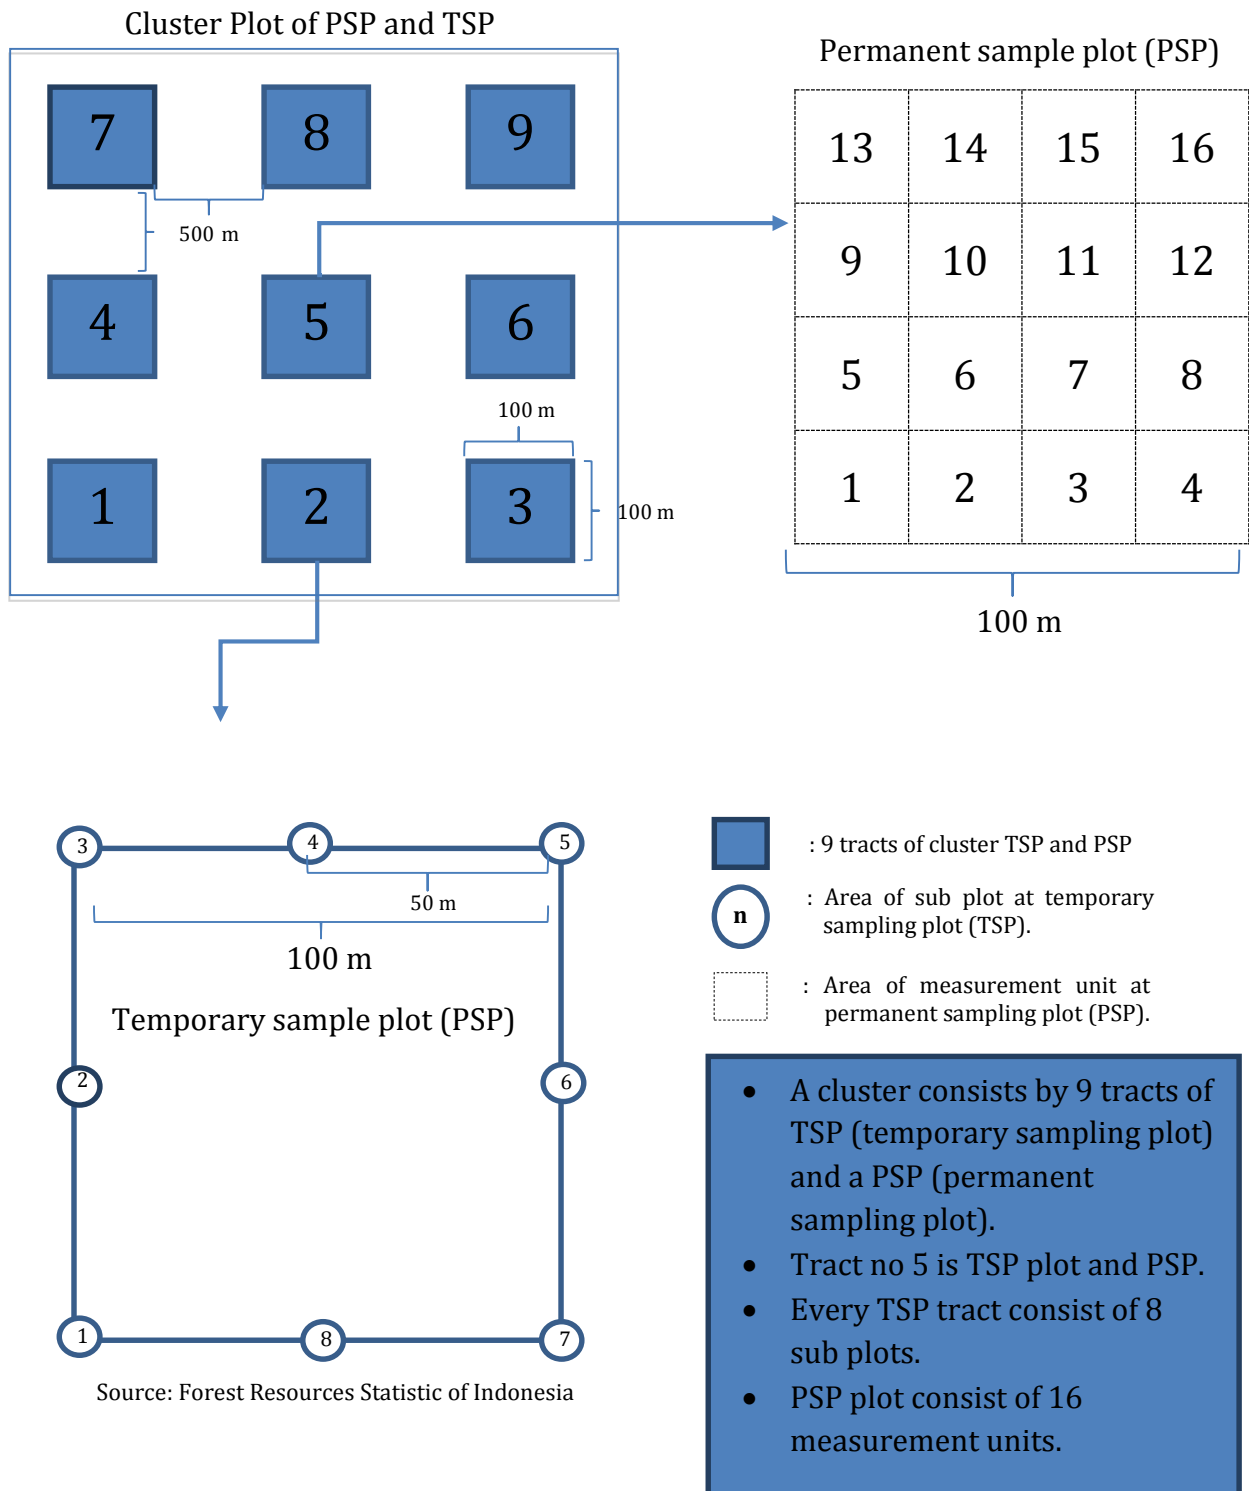 Cluster Plot of PSP and TSP
7
8
9
500 m
4
5
6
100 m
1
2
3
100 m
Permanent sample plot (PSP)
13 14 15 16
9 10 11 12
5 6 7 8
1 2 3 4
100 m
3
4
5
50 m
100 m
Temporary sample plot (PSP)
2
6
1
8
7
Source: Forest Resources Statistic of Indonesia
: 9 tracts of cluster TSP and PSP
n
: Area of sub plot at temporary
sampling plot (TSP).
: Area of measurement unit at
permanent sampling plot (PSP).
• A cluster consists by 9 tracts of
TSP (temporary sampling plot)
and a PSP (permanent
sampling plot).
• Tract no 5 is TSP plot and PSP.
• Every TSP tract consist of 8
sub plots.
• PSP plot consist of 16
measurement units.